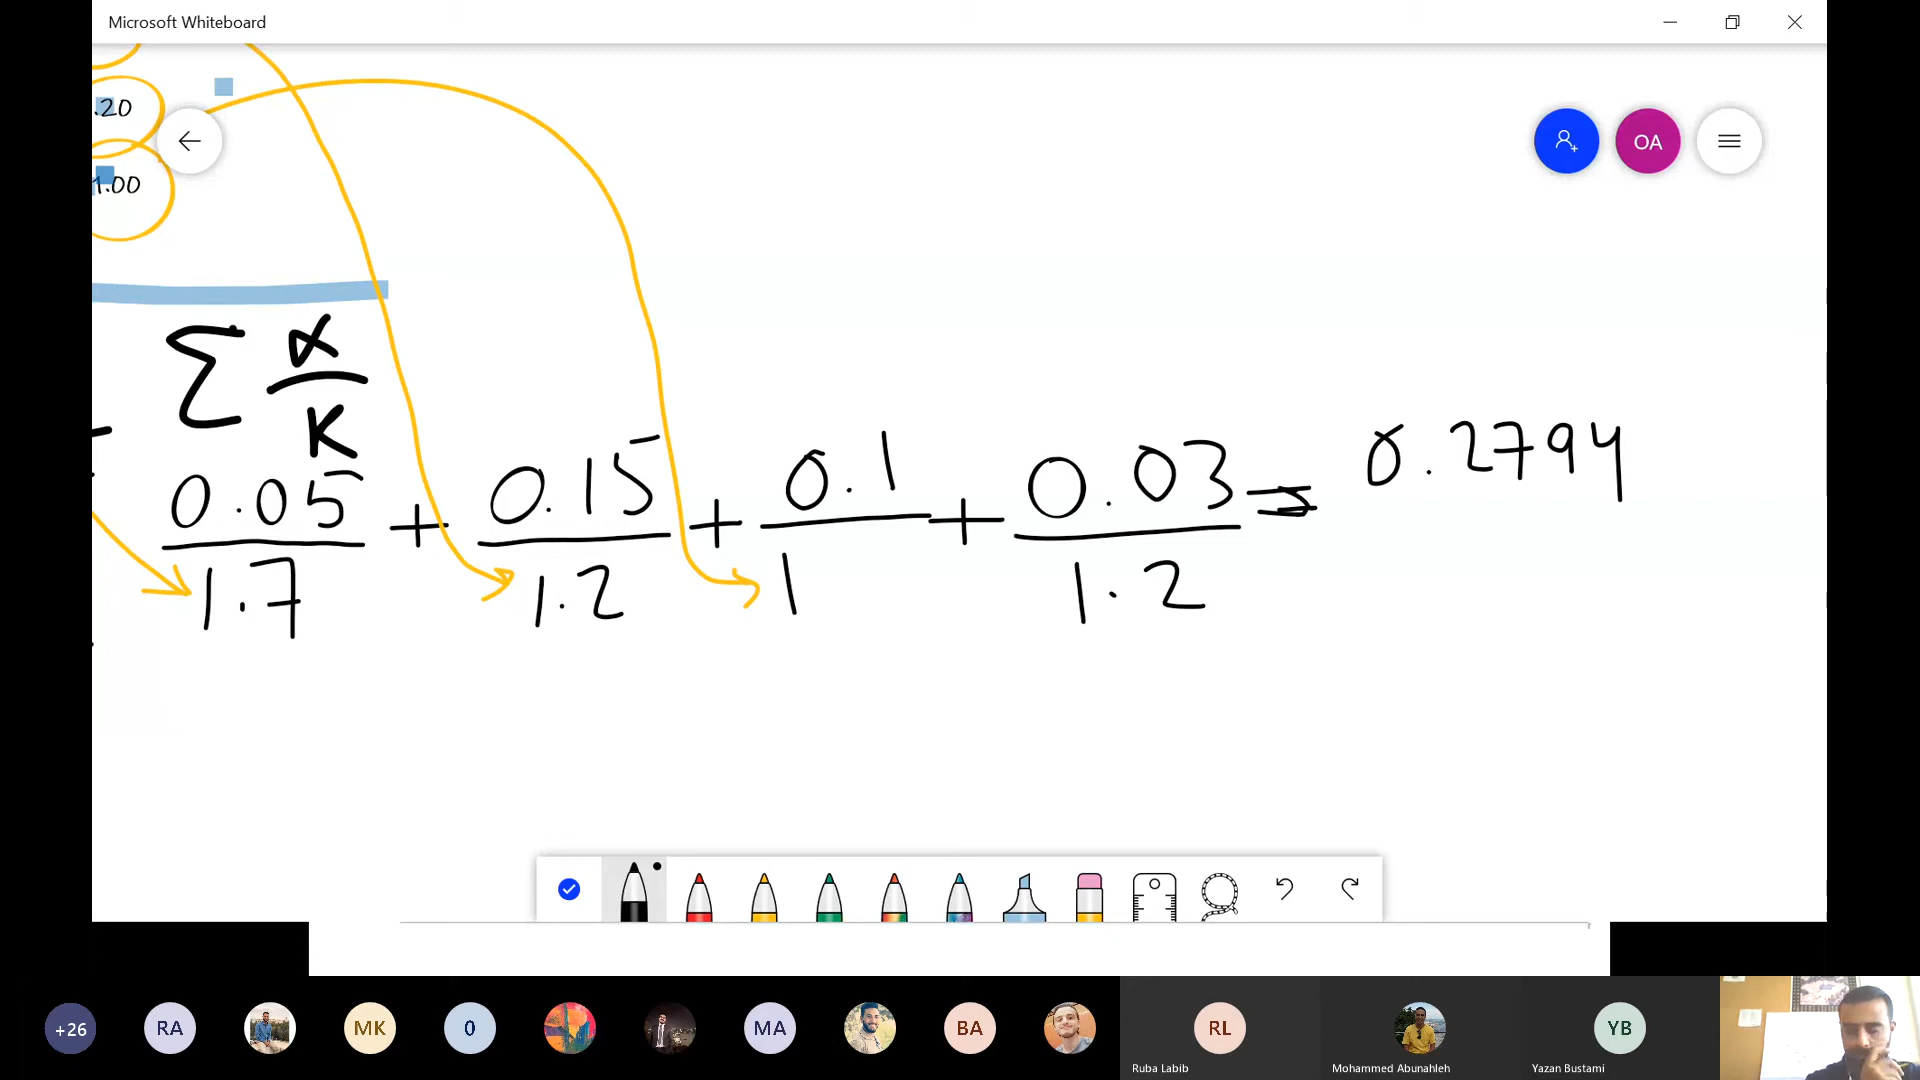 Microsoft Whiteboard
.20
1.00
OA
Σ α/K
0.05/1.7 + 0.15/1.2 + 0.1/1 + 0.03/1.2 = 0.2794
+26
RA
MK
0
MA
BA
RL
YB
Ruba Labib
Mohammed Abunahleh
Yazan Bustami